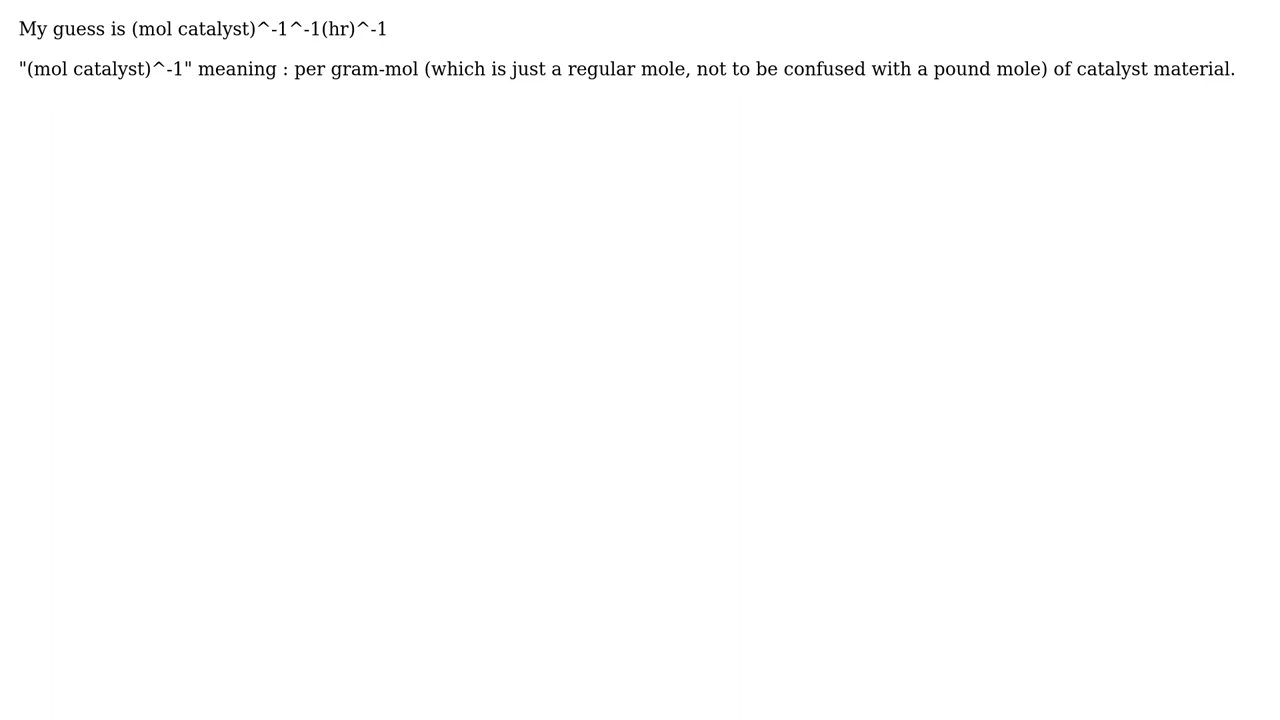 My guess is (mol catalyst)^-1^-1(hr)^-1
"(mol catalyst)^-1" meaning : per gram-mol (which is just a regular mole, not to be confused with a pound mole) of catalyst material.